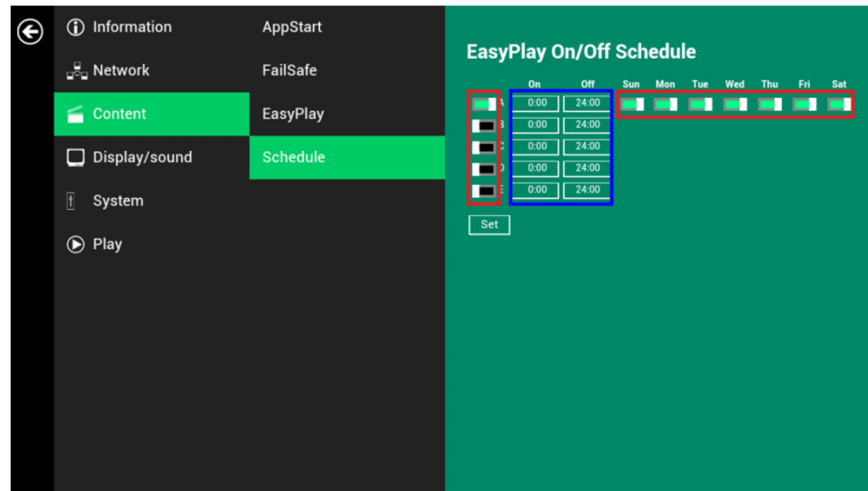 Information
Network
Content
Display/sound
System
Play
AppStart
FailSafe
EasyPlay
Schedule
EasyPlay On/Off Schedule
On Off Sun Mon Tue Wed Thu Fri Sat
A 0:00 24:00
B 0:00 24:00
C 0:00 24:00
D 0:00 24:00
E 0:00 24:00
Set